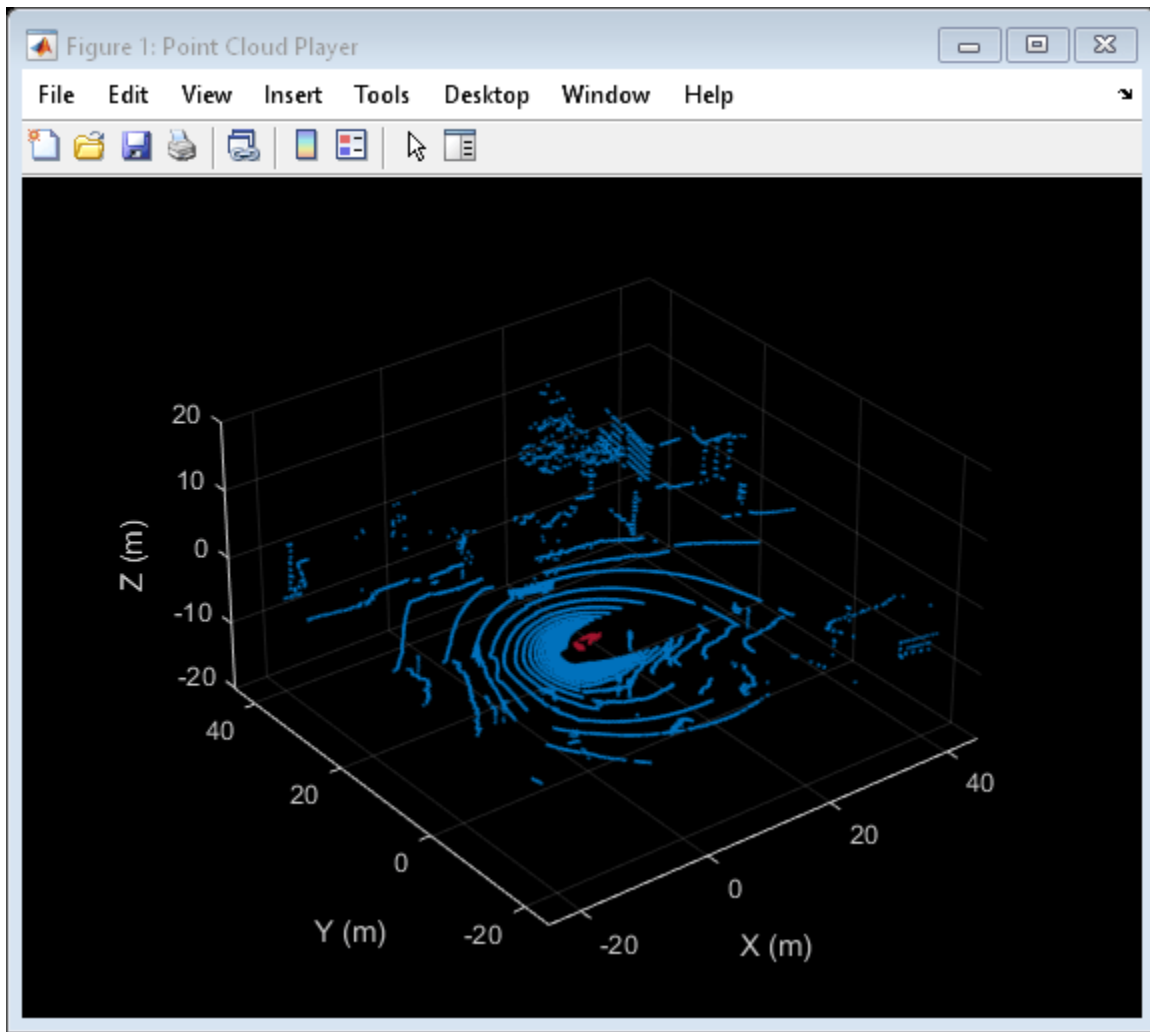 Figure 1: Point Cloud Player
File Edit View Insert Tools Desktop Window Help
20
10
0
-10
-20
Z (m)
40
20
0
-20
Y (m)
-20
0
20
40
X (m)